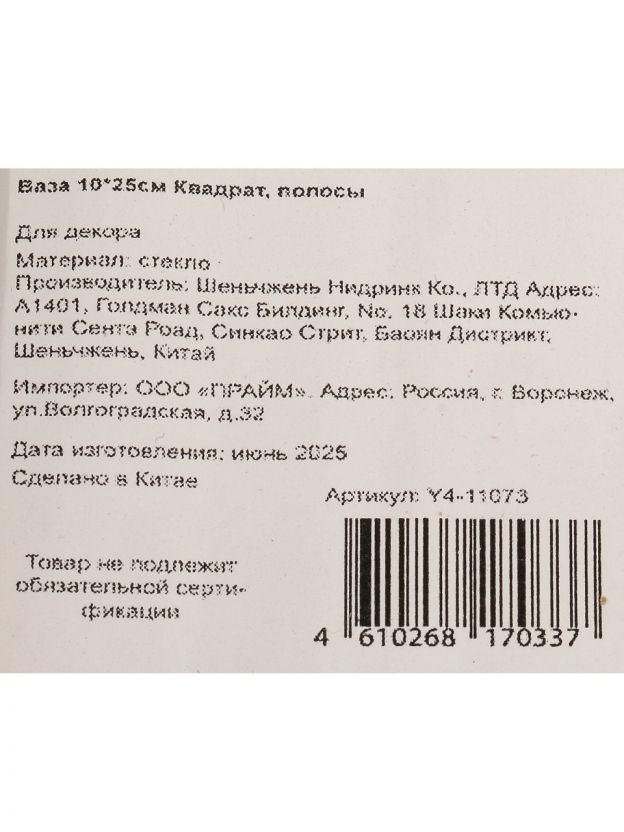 Ваза 10*25см Квадрат, полосы
Для декора
Материал: стекло
Производитель: Шеньчжень Нидринк Ко., ЛТД Адрес:
А1401, Голдман Сакс Билдинг, No. 18 Шаки Комью-
нити Сента Роад, Синхао Стрит, Баоян Дистрикт,
Шеньчжень, Китай
Импортер: ООО «ПРАЙМ». Адрес: Россия, г. Воронеж,
ул.Волгоградская, д.32
Дата изготовления: июнь 2025
Сделано в Китае
Артикул: Y4-11073
Товар не подлежит
обязательной серти-
фикации
4 610268 170337